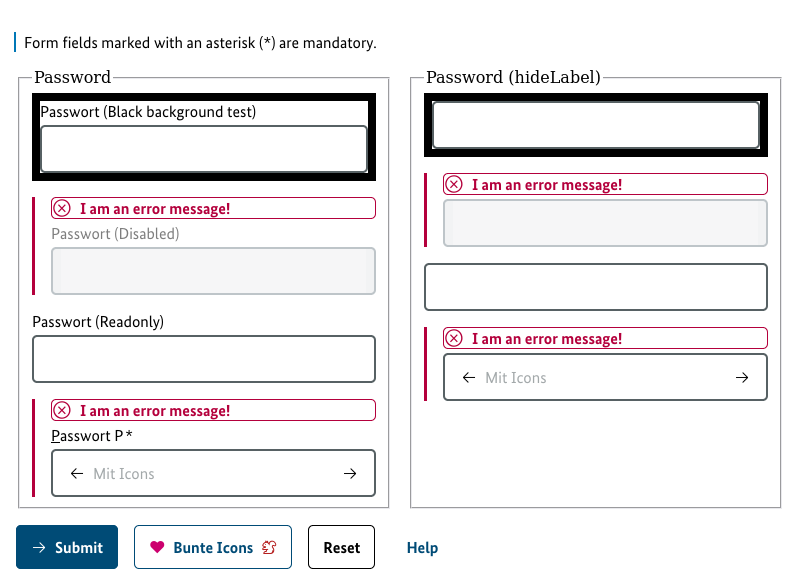 Form fields marked with an asterisk (*) are mandatory.
Password
Passwort (Black background test)
I am an error message!
Passwort (Disabled)
Passwort (Readonly)
I am an error message!
Passwort P*
Mit Icons
Password (hideLabel)
I am an error message!
I am an error message!
Mit Icons
Submit
Bunte Icons
Reset
Help